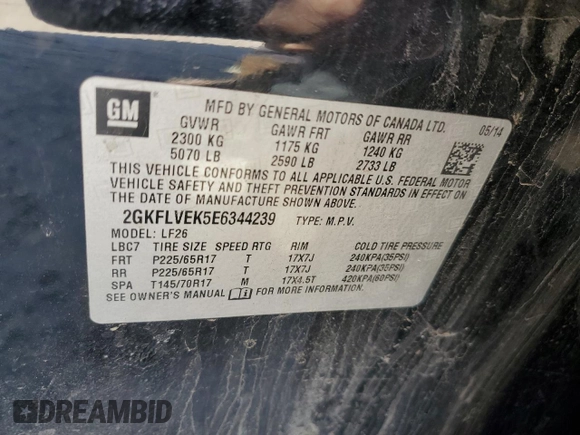 GM
MFD BY GENERAL MOTORS OF CANADA LTD.
05/14
GVWR GAWR FRT GAWR RR
2300 KG 1175 KG 1240 KG
5070 LB 2590 LB 2733 LB
THIS VEHICLE CONFORMS TO ALL APPLICABLE U.S. FEDERAL MOTOR
VEHICLE SAFETY AND THEFT PREVENTION STANDARDS IN EFFECT ON
THE DATE OF MANUFACTURE SHOWN ABOVE.
2GKFLVEK5E6344239 TYPE: M.P.V.
MODEL: LF26
LBC7 TIRE SIZE SPEED RTG RIM COLD TIRE PRESSURE
FRT P225/65R17 T 17X7J 240KPA(35PSI)
RR P225/65R17 T 17X7J 240KPA(35PSI)
SPA T145/70R17 M 17X4.5T 420KPA(60PSI)
SEE OWNER'S MANUAL FOR ADDITIONAL INFORMATION.
DREAMBID